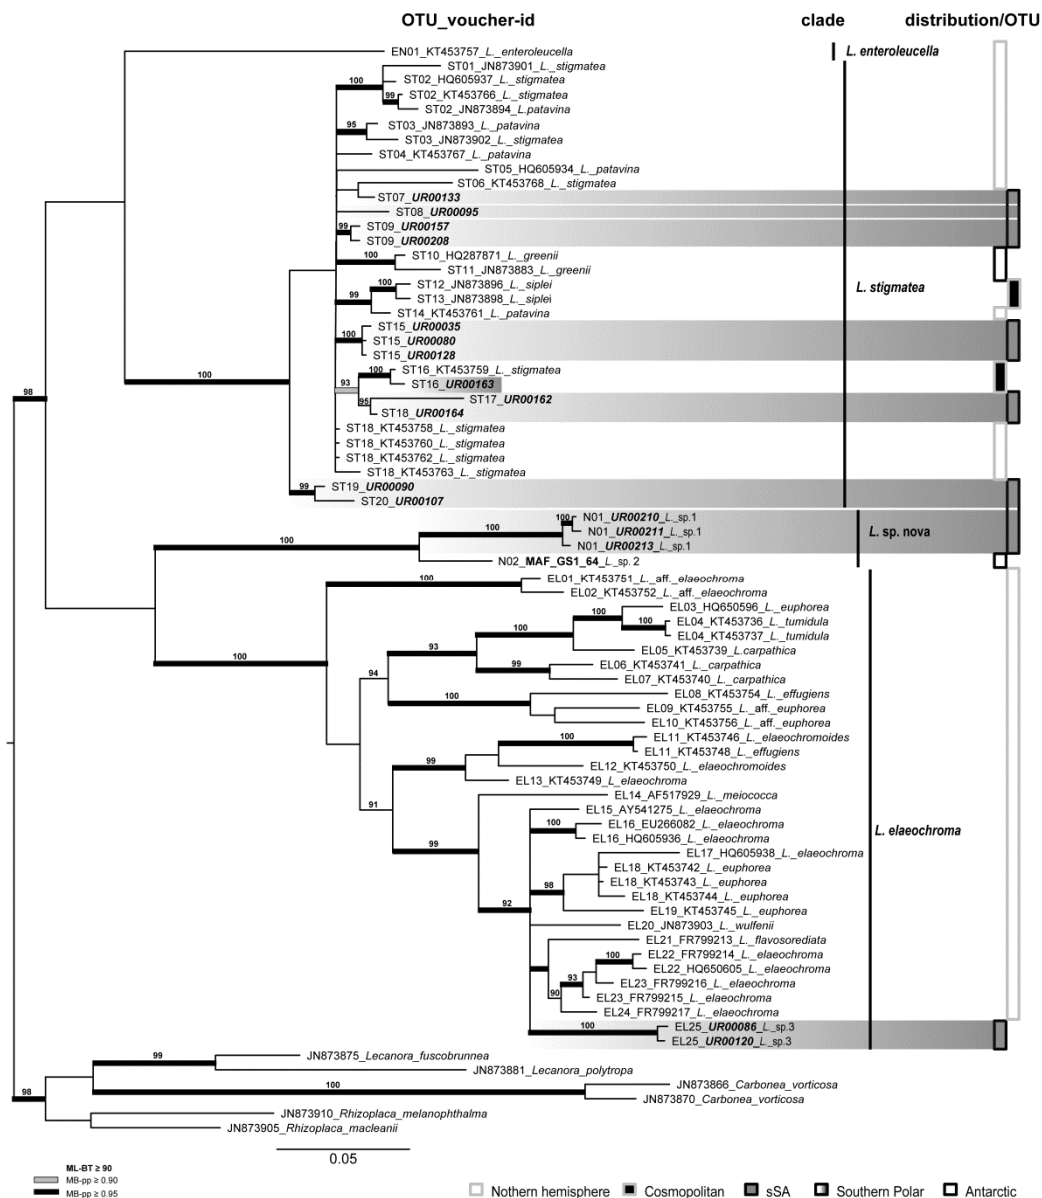 OTU_voucher-id clade distribution/OTU
EN01_KT453757_L._enteroleucella
L. enteroleucella
ST01_JN873901_L._stigmatea
100
ST02_HQ605937_L._stigmatea
99 ST02_KT453766_L._stigmatea
ST02_JN873894_L.patavina
95 ST03_JN873893_L._patavina
ST03_JN873902_L._stigmatea
ST04_KT453767_L._patavina
ST05_HQ605934_L._patavina
ST06_KT453768_L._stigmatea
ST07_UR00133
ST08_UR00095
99 ST09_UR00157
ST09_UR00208
100 ST10_HQ287871_L._greenii
ST11_JN873883_L._greenii
100 ST12_JN873896_L._siplei
L. stigmatea
99 ST13_JN873898_L._siplei
ST14_KT453761_L._patavina
ST15_UR00035
100 ST15_UR00080
ST15_UR00128
100 ST16_KT453759_L._stigmatea
93 ST16_UR00163
95 ST17_UR00162
ST18_UR00164
100
ST18_KT453758_L._stigmatea
98
ST18_KT453760_L._stigmatea
ST18_KT453762_L._stigmatea
ST18_KT453763_L._stigmatea
99 ST19_UR00090
ST20_UR00107
100 N01_UR00210_L._sp.1
100 N01_UR00211_L._sp.1
L. sp. nova
N01_UR00213_L._sp.1
100
N02_MAF_GS1_64_L._sp. 2
100 EL01_KT453751_L._aff._elaeochroma
EL02_KT453752_L._aff._elaeochroma
100 EL03_HQ650596_L._euphorea
100 100 EL04_KT453736_L._tumidula
EL04_KT453737_L._tumidula
93 EL05_KT453739_L.carpathica
100
99 EL06_KT453741_L._carpathica
94 EL07_KT453740_L._carpathica
100 EL08_KT453754_L._effugiens
EL09_KT453755_L._aff._euphorea
EL10_KT453756_L._aff._euphorea
100 EL11_KT453746_L._elaeochromoides
EL11_KT453748_L._effugiens
99 EL12_KT453750_L._elaeochromoides
EL13_KT453749_L._elaeochroma
EL14_AF517929_L._meiococca
91
EL15_AY541275_L._elaeochroma
100 EL16_EU266082_L._elaeochroma
L. elaeochroma
EL16_HQ605936_L._elaeochroma
99
EL17_HQ605938_L._elaeochroma
EL18_KT453742_L._euphorea
98 EL18_KT453743_L._euphorea
EL18_KT453744_L._euphorea
92
EL19_KT453745_L._euphorea
EL20_JN873903_L._wulfenii
EL21_FR799213_L._flavosorediata
100 EL22_FR799214_L._elaeochroma
EL22_HQ650605_L._elaeochroma
93 EL23_FR799216_L._elaeochroma
90 EL23_FR799215_L._elaeochroma
EL24_FR799217_L._elaeochroma
100 EL25_UR00086_L._sp.3
EL25_UR00120_L._sp.3
99 JN873875_Lecanora_fuscobrunnea
JN873881_Lecanora_polytropa
100 JN873866_Carbonea_vorticosa
98
JN873870_Carbonea_vorticosa
JN873910_Rhizoplaca_melanophthalma
JN873905_Rhizoplaca_macleanii
0.05
ML-BT ≥ 90
MB-pp ≥ 0.90
MB-pp ≥ 0.95
Nothern hemisphere Cosmopolitan sSA Southern Polar Antarctic